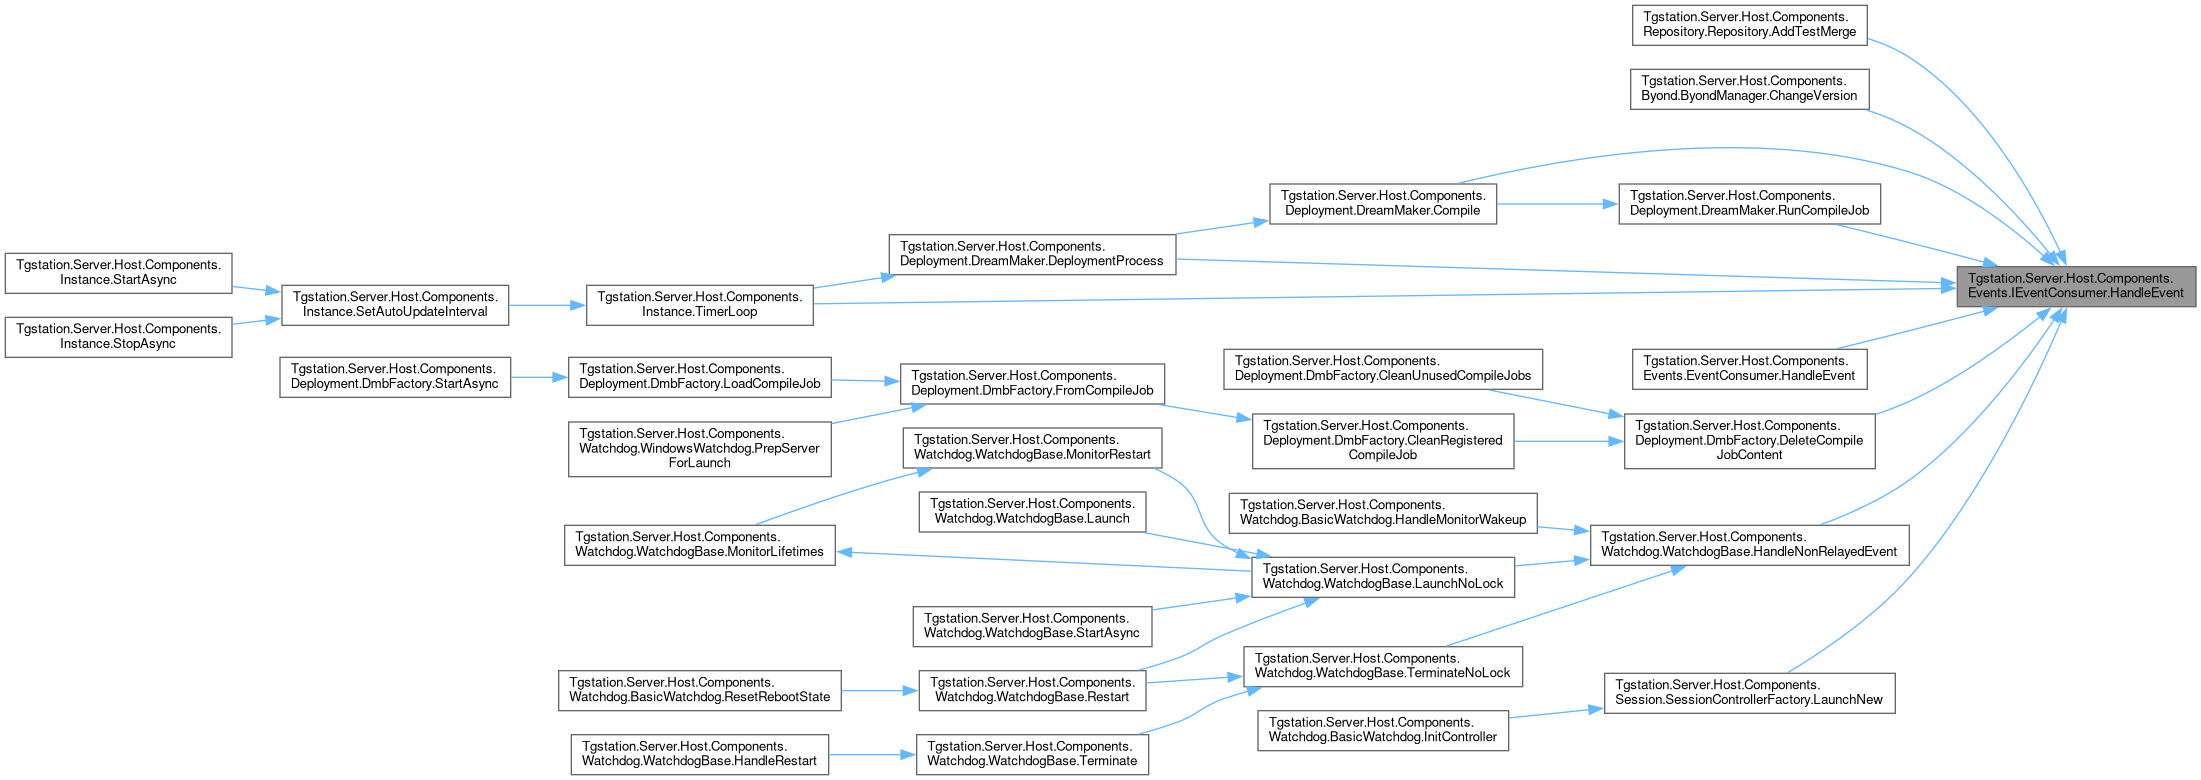 Tgstation.Server.Host.Components.
Repository.Repository.AddTestMerge
Tgstation.Server.Host.Components.
Byond.ByondManager.ChangeVersion
Tgstation.Server.Host.Components.
Deployment.DreamMaker.Compile
Tgstation.Server.Host.Components.
Deployment.DreamMaker.RunCompileJob
Tgstation.Server.Host.Components.
Deployment.DreamMaker.DeploymentProcess
Tgstation.Server.Host.Components.
Instance.StartAsync
Tgstation.Server.Host.Components.
Events.IEventConsumer.HandleEvent
Tgstation.Server.Host.Components.
Instance.SetAutoUpdateInterval
Tgstation.Server.Host.Components.
Instance.TimerLoop
Tgstation.Server.Host.Components.
Instance.StopAsync
Tgstation.Server.Host.Components.
Deployment.DmbFactory.StartAsync
Tgstation.Server.Host.Components.
Deployment.DmbFactory.LoadCompileJob
Tgstation.Server.Host.Components.
Deployment.DmbFactory.FromCompileJob
Tgstation.Server.Host.Components.
Deployment.DmbFactory.CleanUnusedCompileJobs
Tgstation.Server.Host.Components.
Events.EventConsumer.HandleEvent
Tgstation.Server.Host.Components.
Watchdog.WindowsWatchdog.PrepServer
ForLaunch
Tgstation.Server.Host.Components.
Watchdog.WatchdogBase.MonitorRestart
Tgstation.Server.Host.Components.
Deployment.DmbFactory.CleanRegistered
CompileJob
Tgstation.Server.Host.Components.
Deployment.DmbFactory.DeleteCompile
JobContent
Tgstation.Server.Host.Components.
Watchdog.WatchdogBase.Launch
Tgstation.Server.Host.Components.
Watchdog.BasicWatchdog.HandleMonitorWakeup
Tgstation.Server.Host.Components.
Watchdog.WatchdogBase.MonitorLifetimes
Tgstation.Server.Host.Components.
Watchdog.WatchdogBase.HandleNonRelayedEvent
Tgstation.Server.Host.Components.
Watchdog.WatchdogBase.LaunchNoLock
Tgstation.Server.Host.Components.
Watchdog.WatchdogBase.StartAsync
Tgstation.Server.Host.Components.
Watchdog.WatchdogBase.TerminateNoLock
Tgstation.Server.Host.Components.
Watchdog.BasicWatchdog.ResetRebootState
Tgstation.Server.Host.Components.
Watchdog.WatchdogBase.Restart
Tgstation.Server.Host.Components.
Session.SessionControllerFactory.LaunchNew
Tgstation.Server.Host.Components.
Watchdog.BasicWatchdog.InitController
Tgstation.Server.Host.Components.
Watchdog.WatchdogBase.HandleRestart
Tgstation.Server.Host.Components.
Watchdog.WatchdogBase.Terminate